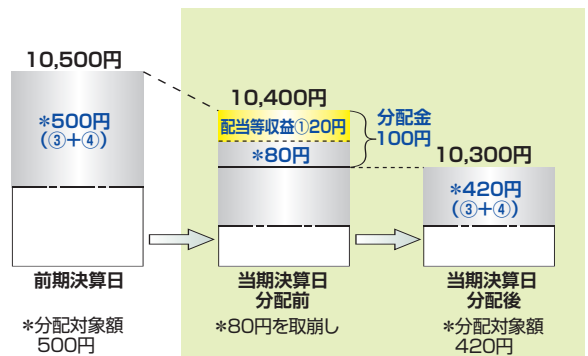 10,500円
*500円
(③+④)
前期決算日
*分配対象額
500円
10,400円
配当等収益①20円
*80円
分配金
100円
当期決算日
分配前
*80円を取崩し
10,300円
*420円
(③+④)
当期決算日
分配後
*分配対象額
420円